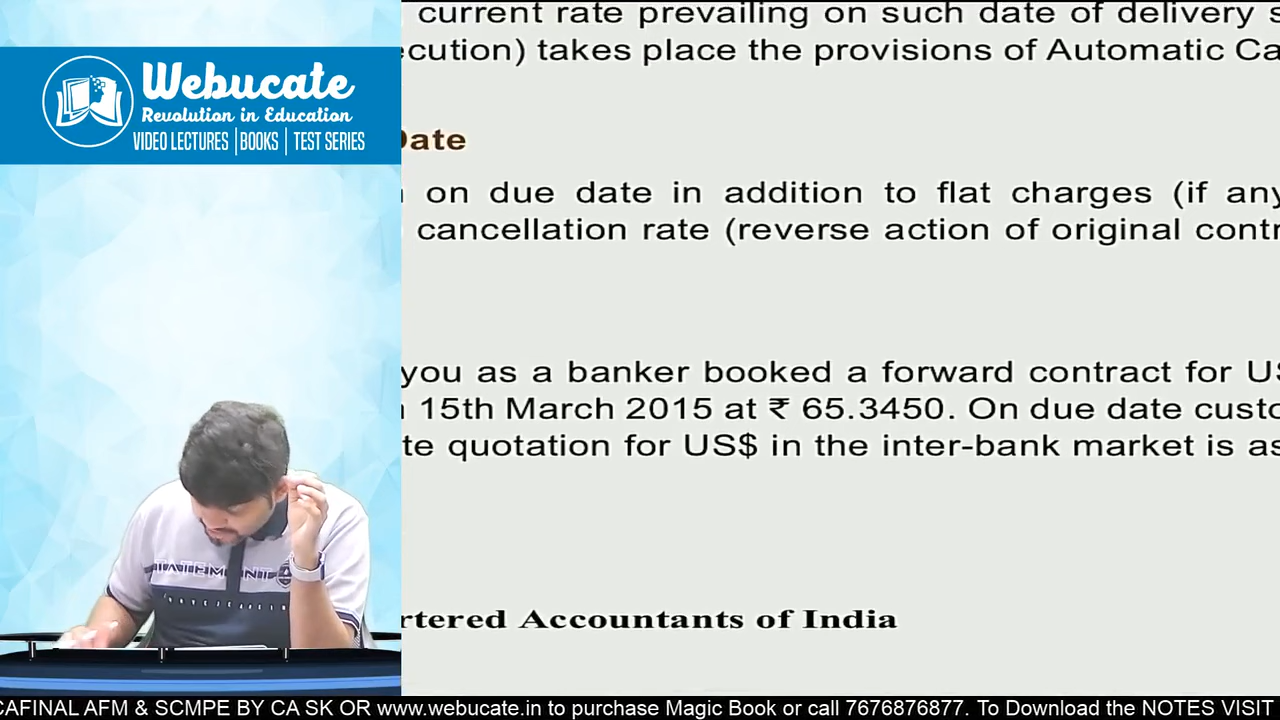 current rate prevailing on such date of delivery
ecution) takes place the provisions of Automatic Ca
Webucate
Revolution in Education
VIDEO LECTURES | BOOKS | TEST SERIES
Date
on due date in addition to flat charges (if any
cancellation rate (reverse action of original contr
you as a banker booked a forward contract for US
15th March 2015 at ₹ 65.3450. On due date custo
te quotation for US$ in the inter-bank market is as
TATEMENT
rtered Accountants of India
CAFINAL AFM & SCMPE BY CA SK OR www.webucate.in to purchase Magic Book or call 7676876877. To Download the NOTES VISIT